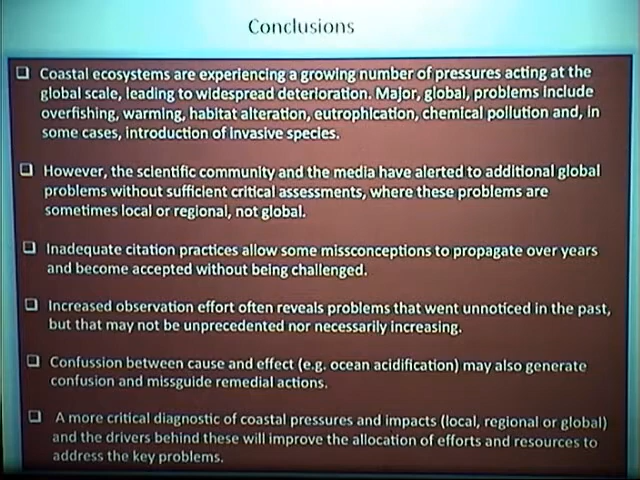 Conclusions
❑ Coastal ecosystems are experiencing a growing number of pressures acting at the
global scale, leading to widespread deterioration. Major, global, problems include
overfishing, warming, habitat alteration, eutrophication, chemical pollution and, in
some cases, introduction of invasive species.
❑ However, the scientific community and the media have alerted to additional global
problems without sufficient critical assessments, where these problems are
sometimes local or regional, not global.
❑ Inadequate citation practices allow some missconceptions to propagate over years
and become accepted without being challenged.
❑ Increased observation effort often reveals problems that went unnoticed in the past,
but that may not be unprecedented nor necessarily increasing.
❑ Confussion between cause and effect (e.g. ocean acidification) may also generate
confusion and missguide remedial actions.
❑ A more critical diagnostic of coastal pressures and impacts (local, regional or global)
and the drivers behind these will improve the allocation of efforts and resources to
address the key problems.